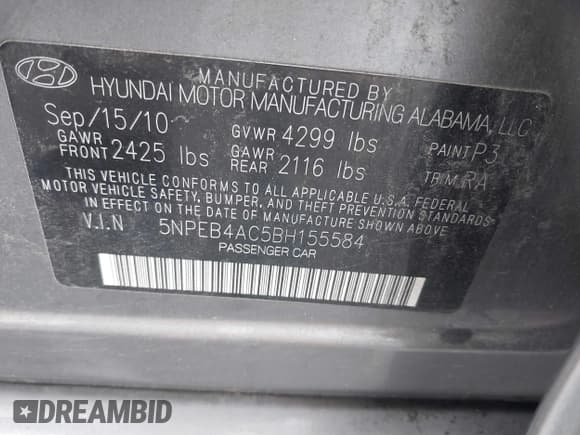 MANUFACTURED BY
HYUNDAI MOTOR MANUFACTURING ALABAMA, LLC
Sep/15/10 GVWR 4299 lbs PAINT P3
GAWR FRONT 2425 lbs GAWR REAR 2116 lbs TRIM RA
THIS VEHICLE CONFORMS TO ALL APPLICABLE U.S.A. FEDERAL
MOTOR VEHICLE SAFETY, BUMPER, AND THEFT PREVENTION STANDARDS
IN EFFECT ON THE DATE OF MANUFACTURE SHOWN ABOVE.
V.I.N 5NPEB4AC5BH155584
PASSENGER CAR
DREAMBID